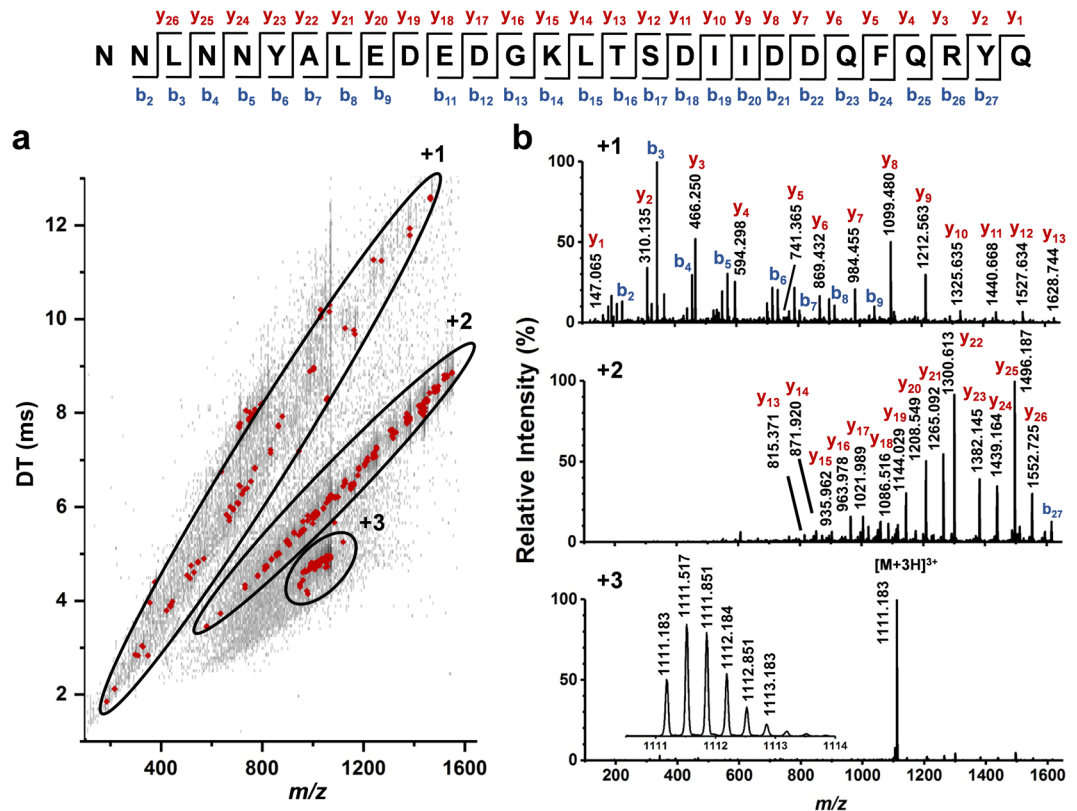 y26 y25 y24 y23 y22 y21 y20 y19 y18 y17 y16 y15 y14 y13 y12 y11 y10 y9 y8 y7 y6 y5 y4 y3 y2 y1
N N L N N Y A L E D E D G K L T S D I I D D Q F Q R Y Q
b2 b3 b4 b5 b6 b7 b8 b9 b11 b12 b13 b14 b15 b16 b17 b18 b19 b20 b21 b22 b23 b24 b25 b26 b27
a
+1
+2
+3
12
10
8
6
4
2
DT (ms)
400 800 1200 1600
m/z
b
Relative Intensity (%)
+1
100
50
0
y1 147.065
b2
y2 310.135
b3
b4
y3 466.250
b5
y4 594.298
b6
y5 741.365
b7
y6 869.432
b8
y7 984.455
b9
y8 1099.480
y9 1212.563
y10 1325.635
y11 1440.668
y12 1527.634
y13 1628.744
+2
100
50
0
y13 815.371
y14 871.920
y15 935.962
y16 963.978
y17 1021.989
y18 1086.516
y19 1144.029
y20 1208.549
y21 1265.092
y22 1300.613
y23 1382.145
y24 1439.164
y25 1496.187
y26 1552.725
b27
+3
[M+3H]3+
100
50
0
1111.183
1111.183
1111.517
1111.851
1112.184
1112.851
1113.183
1111 1112 1113 1114
200 400 600 800 1000 1200 1400 1600
m/z